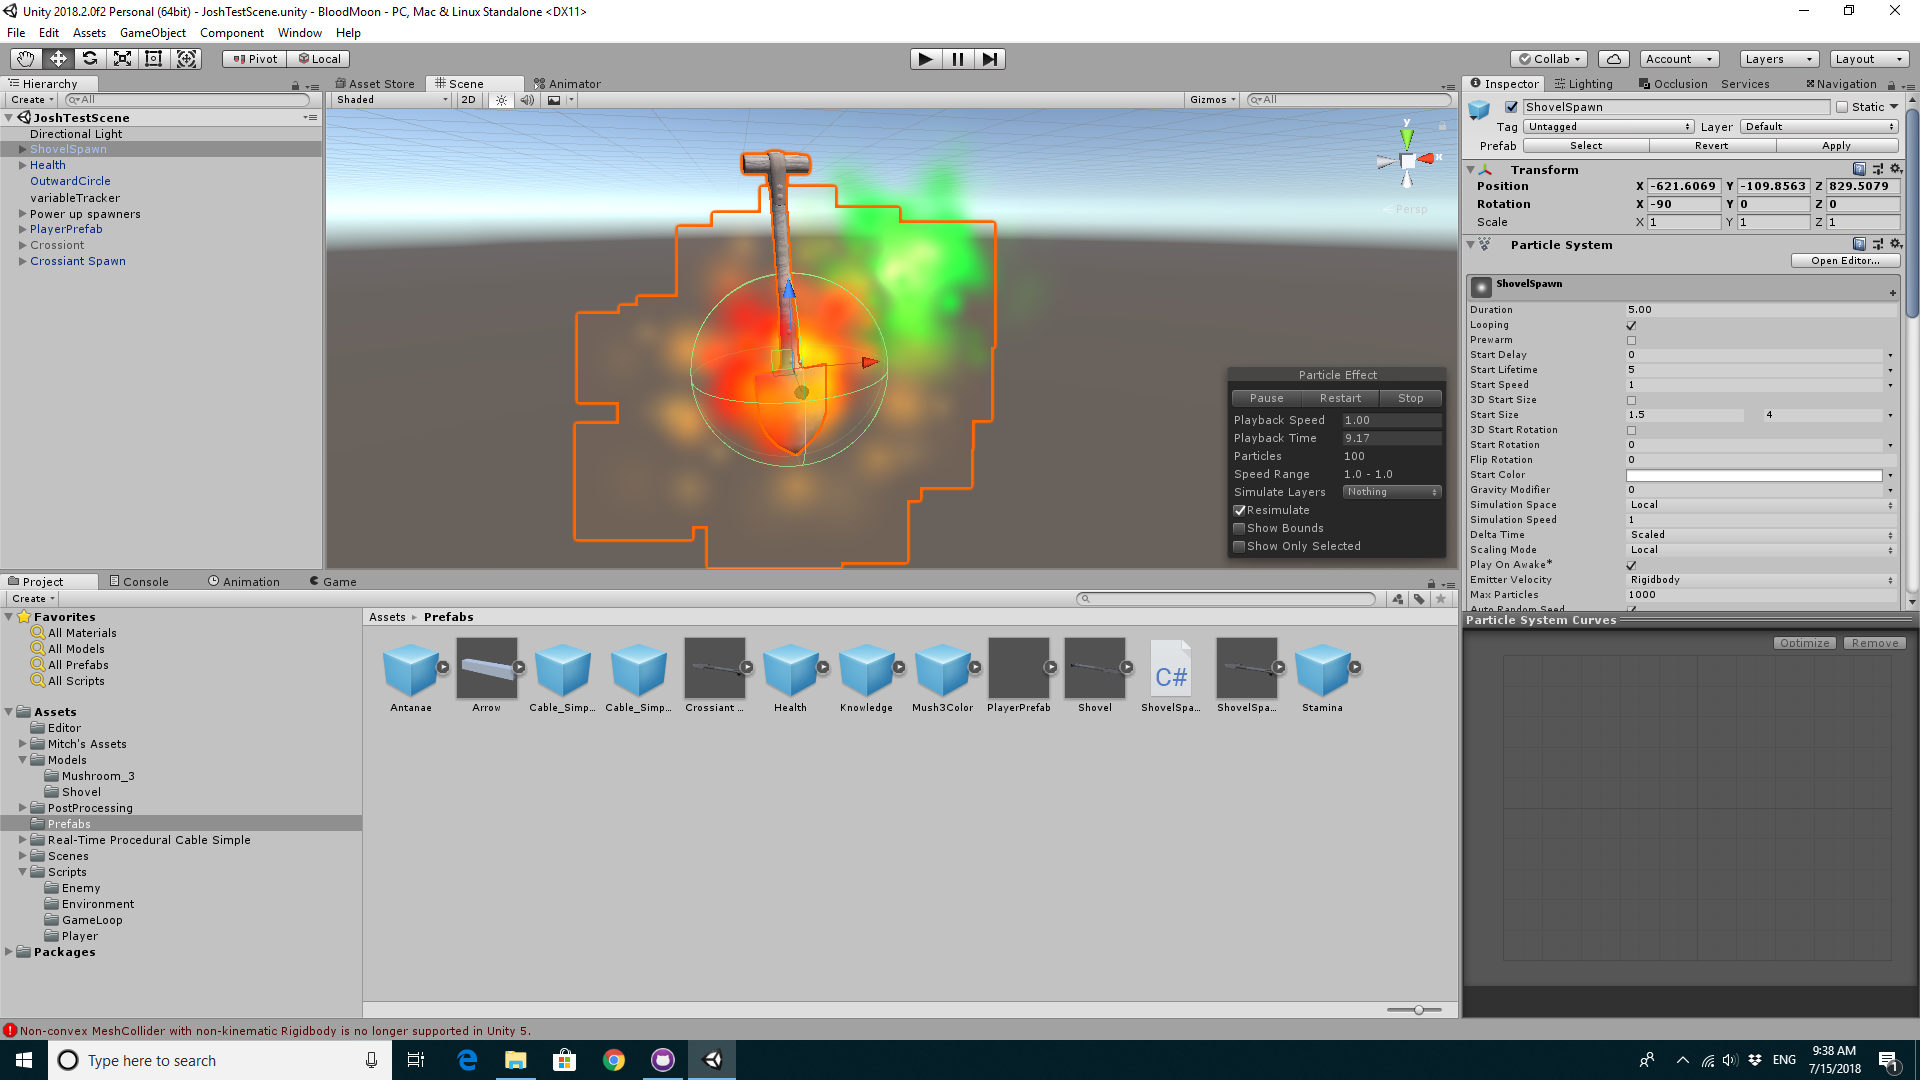 Unity 2018.2.0f2 Personal (64bit) - JoshTestScene.unity - BloodMoon - PC, Mac & Linux Standalone <DX11>
File Edit Assets GameObject Component Window Help
Pivot Local
Collab Account Layers Layout
Hierarchy
Create All
JoshTestScene
Directional Light
ShovelSpawn
Health
OutwardCircle
variableTracker
Power up spawners
PlayerPrefab
Crossiont
Crossiant Spawn
Asset Store Scene Animator
Shaded 2D Gizmos All
y
x
Persp
Particle Effect
Pause Restart Stop
Playback Speed 1.00
Playback Time 9.17
Particles 100
Speed Range 1.0 - 1.0
Simulate Layers Nothing
Resimulate
Show Bounds
Show Only Selected
Inspector Lighting Occlusion Services Navigation
ShovelSpawn Static
Tag Untagged Layer Default
Prefab Select Revert Apply
Transform
Position X -621.6069 Y -109.8563 Z 829.5079
Rotation X -90 Y 0 Z 0
Scale X 1 Y 1 Z 1
Particle System
Open Editor...
ShovelSpawn
Duration 5.00
Looping
Prewarm
Start Delay 0
Start Lifetime 5
Start Speed 1
3D Start Size
Start Size 1.5 4
3D Start Rotation
Start Rotation 0
Flip Rotation 0
Start Color
Gravity Modifier 0
Simulation Space Local
Simulation Speed 1
Delta Time Scaled
Scaling Mode Local
Play On Awake*
Emitter Velocity Rigidbody
Max Particles 1000
Auto Random Seed
Particle System Curves
Optimize Remove
Project Console Animation Game
Create
Favorites
All Materials
All Models
All Prefabs
All Scripts
Assets
Editor
Mitch's Assets
Models
Mushroom_3
Shovel
PostProcessing
Prefabs
Real-Time Procedural Cable Simple
Scenes
Scripts
Enemy
Environment
GameLoop
Player
Packages
Assets Prefabs
C#
Antanae Arrow Cable_Simp... Cable_Simp... Crossiant ... Health Knowledge Mush3Color PlayerPrefab Shovel ShovelSpa... ShovelSpa... Stamina
Non-convex MeshCollider with non-kinematic Rigidbody is no longer supported in Unity 5.
Type here to search
ENG
9:38 AM
7/15/2018
1